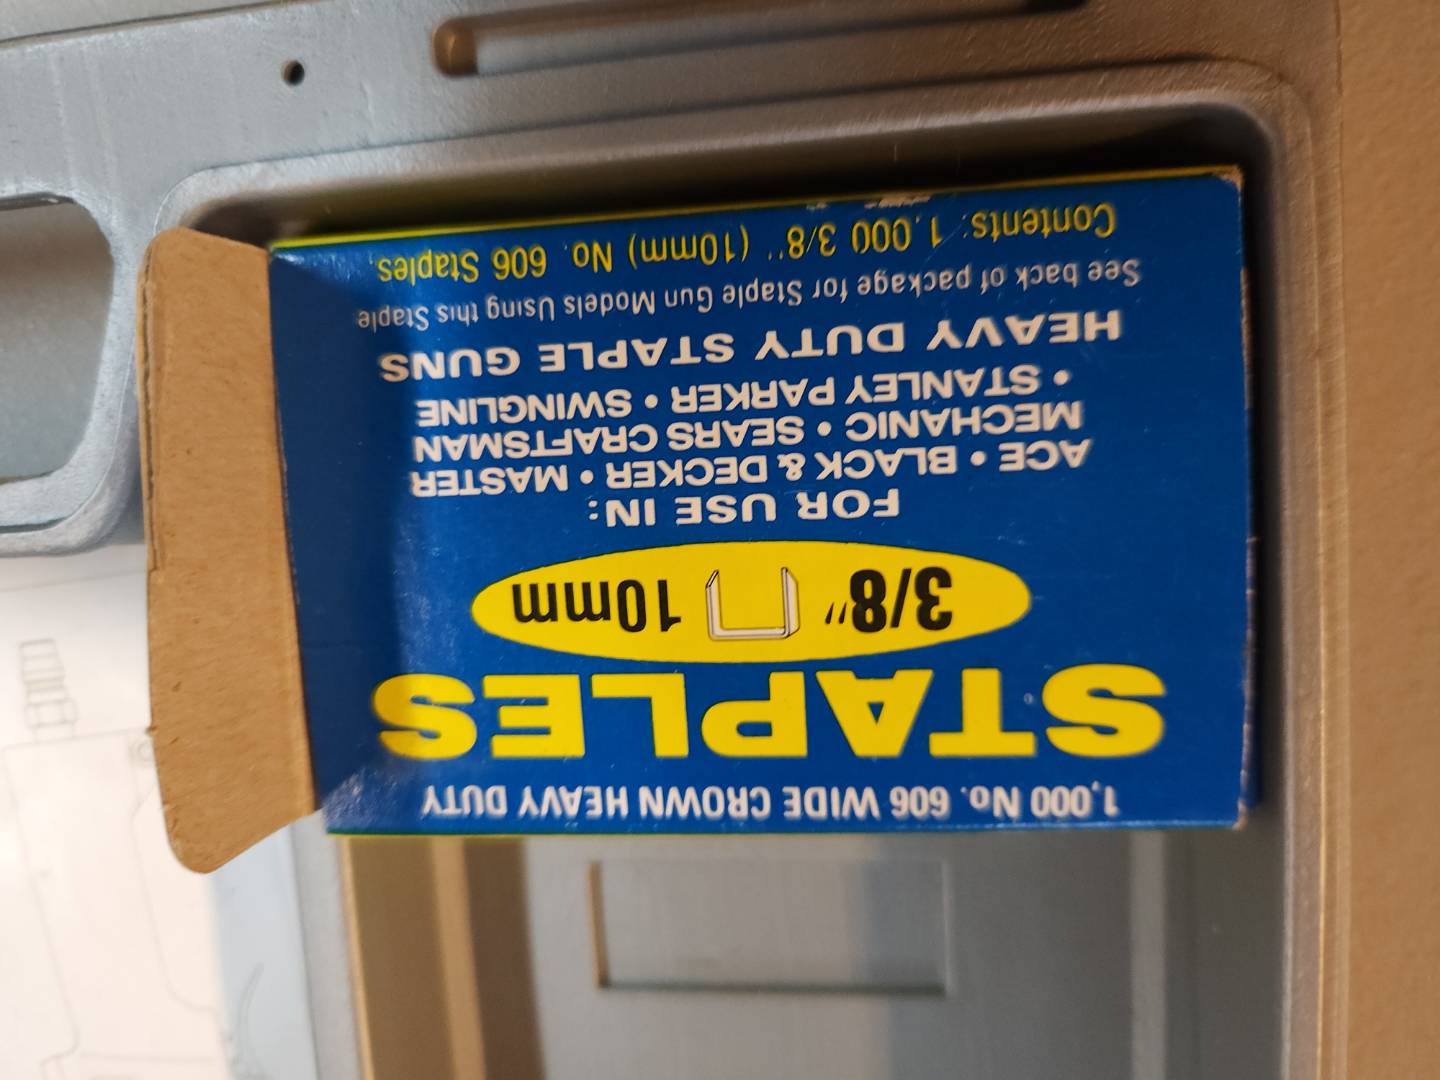 1,000 No. 606 WIDE CROWN HEAVY DUTY
STAPLES
3/8" 10mm
FOR USE IN:
ACE • BLACK & DECKER • MASTER
MECHANIC • SEARS CRAFTSMAN
• STANLEY PARKER • SWINGLINE
HEAVY DUTY STAPLE GUNS
See back of package for Staple Gun Models Using this Staple
Contents: 1,000 3/8" (10mm) No. 606 Staples.